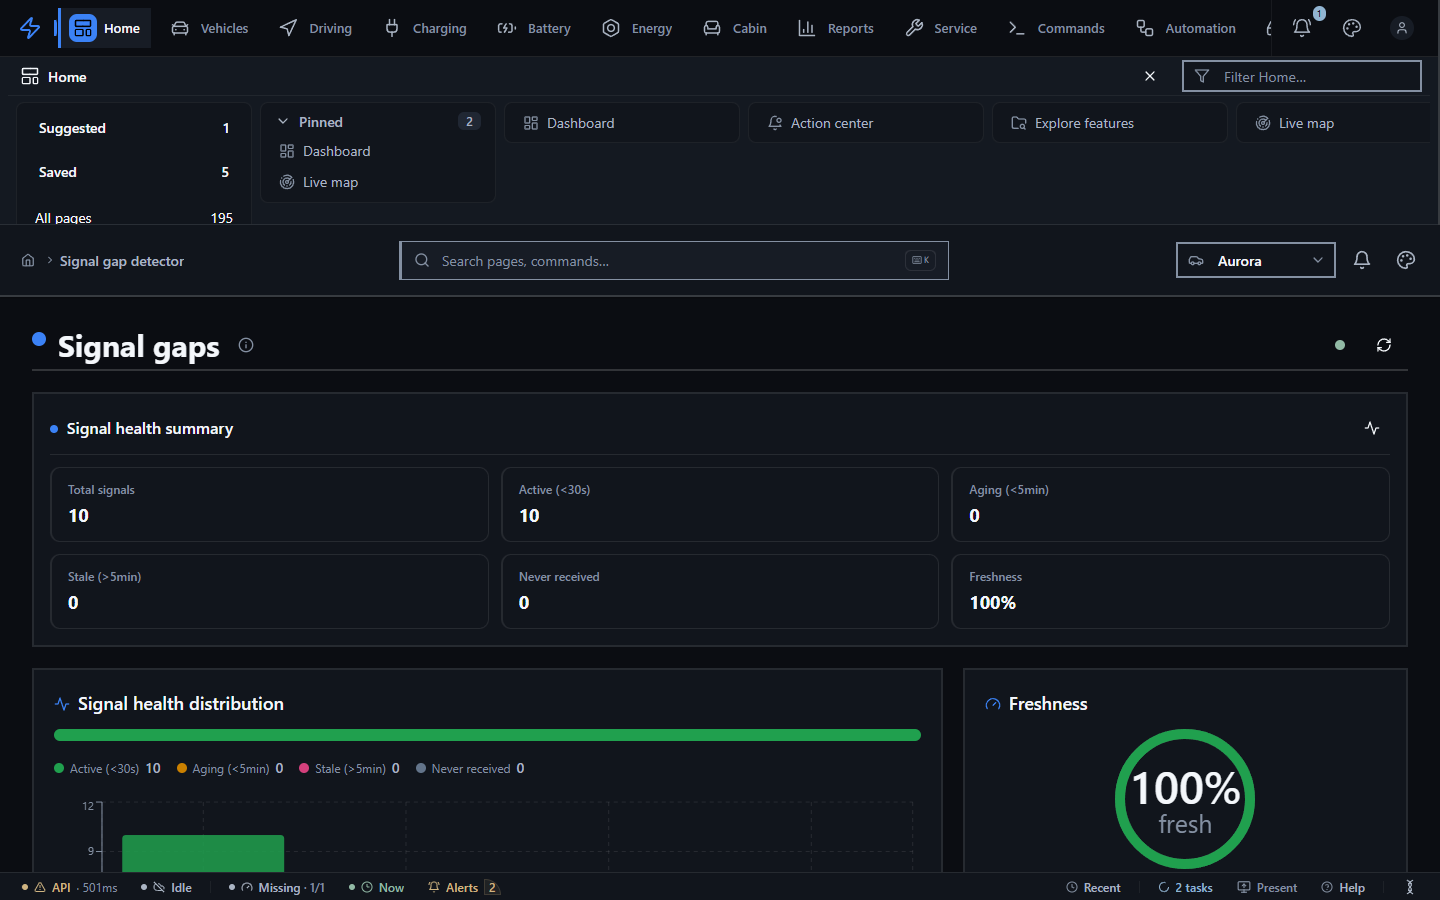 Home
Vehicles
Driving
Charging
Battery
Energy
Cabin
Reports
Service
Commands
Automation
1
Home
Filter Home...
Suggested 1
Saved 5
All pages 195
Pinned 2
Dashboard
Live map
Dashboard
Action center
Explore features
Live map
Signal gap detector
Search pages, commands...
K
Aurora
Signal gaps
Signal health summary
Total signals
10
Active (<30s)
10
Aging (<5min)
0
Stale (>5min)
0
Never received
0
Freshness
100%
Signal health distribution
Active (<30s) 10 Aging (<5min) 0 Stale (>5min) 0 Never received 0
12
9
Freshness
100%
fresh
API · 501ms
Idle
Missing · 1/1
Now
Alerts 2
Recent
2 tasks
Present
Help